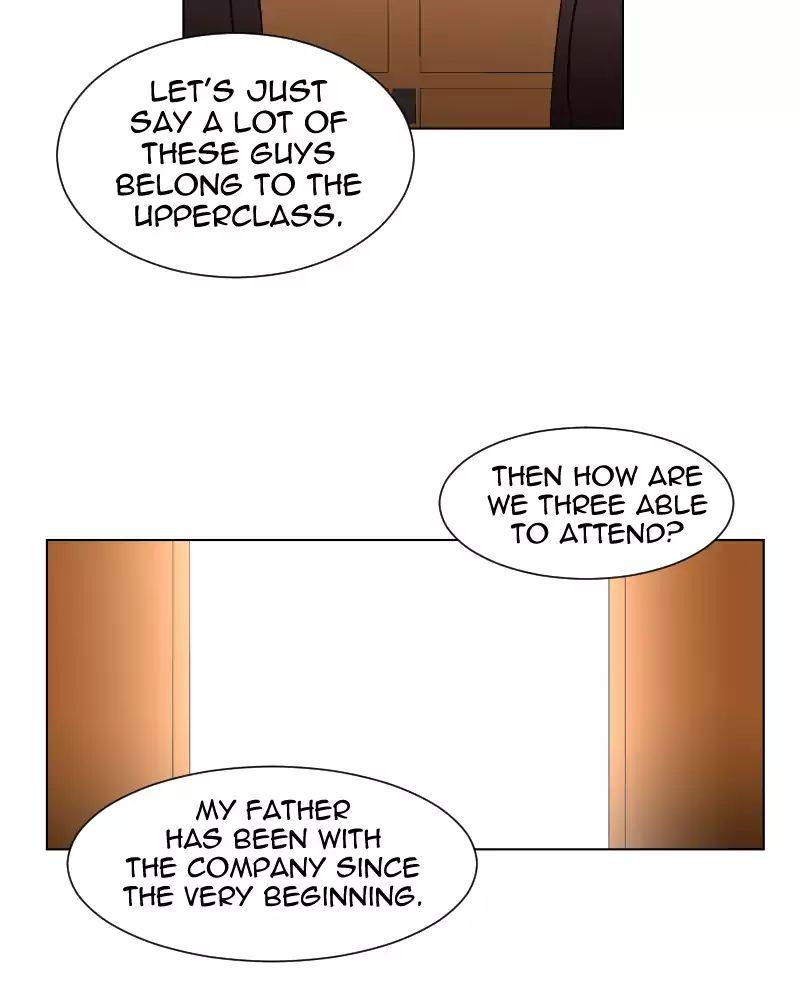 LET'S JUST
SAY A LOT OF
THESE GUYS
BELONG TO THE
UPPERCLASS.
THEN HOW ARE
WE THREE ABLE
TO ATTEND?
MY FATHER
HAS BEEN WITH
THE COMPANY SINCE
THE VERY BEGINNING.